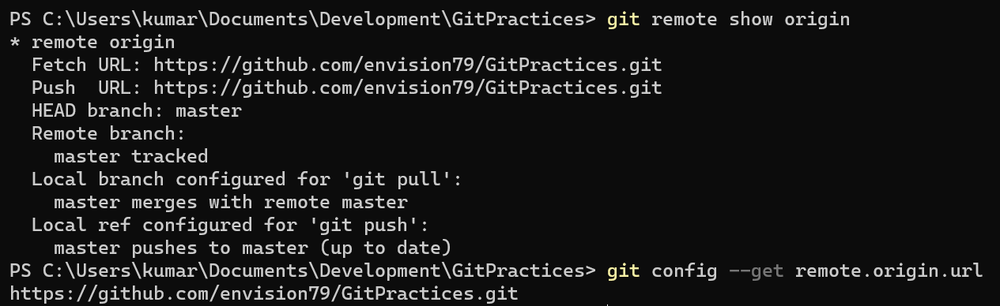 PS C:\Users\kumar\Documents\Development\GitPractices> git remote show origin
* remote origin
  Fetch URL: https://github.com/envision79/GitPractices.git
  Push  URL: https://github.com/envision79/GitPractices.git
  HEAD branch: master
  Remote branch:
    master tracked
  Local branch configured for 'git pull':
    master merges with remote master
  Local ref configured for 'git push':
    master pushes to master (up to date)
PS C:\Users\kumar\Documents\Development\GitPractices> git config --get remote.origin.url
https://github.com/envision79/GitPractices.git